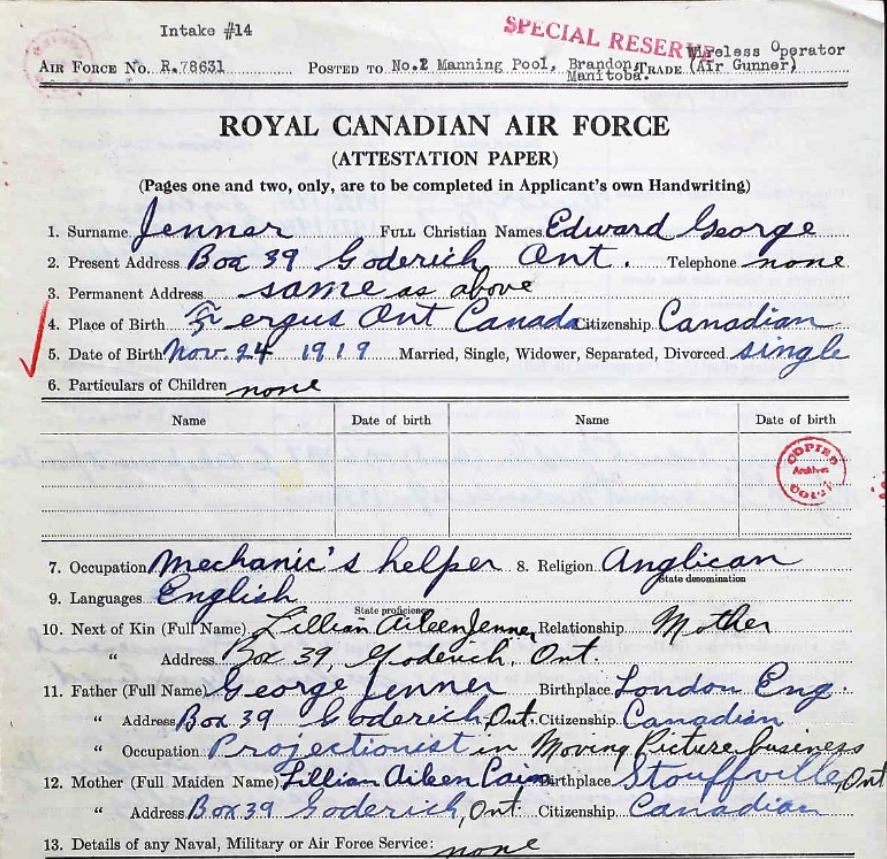 Intake #14
SPECIAL RESERVE
Wireless Operator
AIR FORCE NO. R.78631 POSTED TO No.2 Manning Pool, Brandon, TRADE (Air Gunner)
Manitoba.
ROYAL CANADIAN AIR FORCE
(ATTESTATION PAPER)
(Pages one and two, only, are to be completed in Applicant's own Handwriting)
1. Surname Jenner FULL Christian Names Edward George
2. Present Address Box 39 Goderich Ont. Telephone none
3. Permanent Address same as above
4. Place of Birth Fergus Ont Canada Citizenship Canadian
5. Date of Birth Nov. 24 1919 Married, Single, Widower, Separated, Divorced single
6. Particulars of Children none
Name Date of birth Name Date of birth
COPIED
Archives
7. Occupation mechanic's helper 8. Religion Anglican
State denomination
9. Languages English
State proficiency
10. Next of Kin (Full Name) Lillian Aileen Jenner Relationship Mother
" Address Box 39, Goderich, Ont.
11. Father (Full Name) George Jenner Birthplace London Eng.
" Address Box 39 Goderich, Ont. Citizenship Canadian
" Occupation Projectionist in Moving Picture business
12. Mother (Full Maiden Name) Lillian Aileen Birthplace Stouffville, Ont
" Address Box 39 Goderich, Ont. Citizenship Canadian
13. Details of any Naval, Military or Air Force Service: none